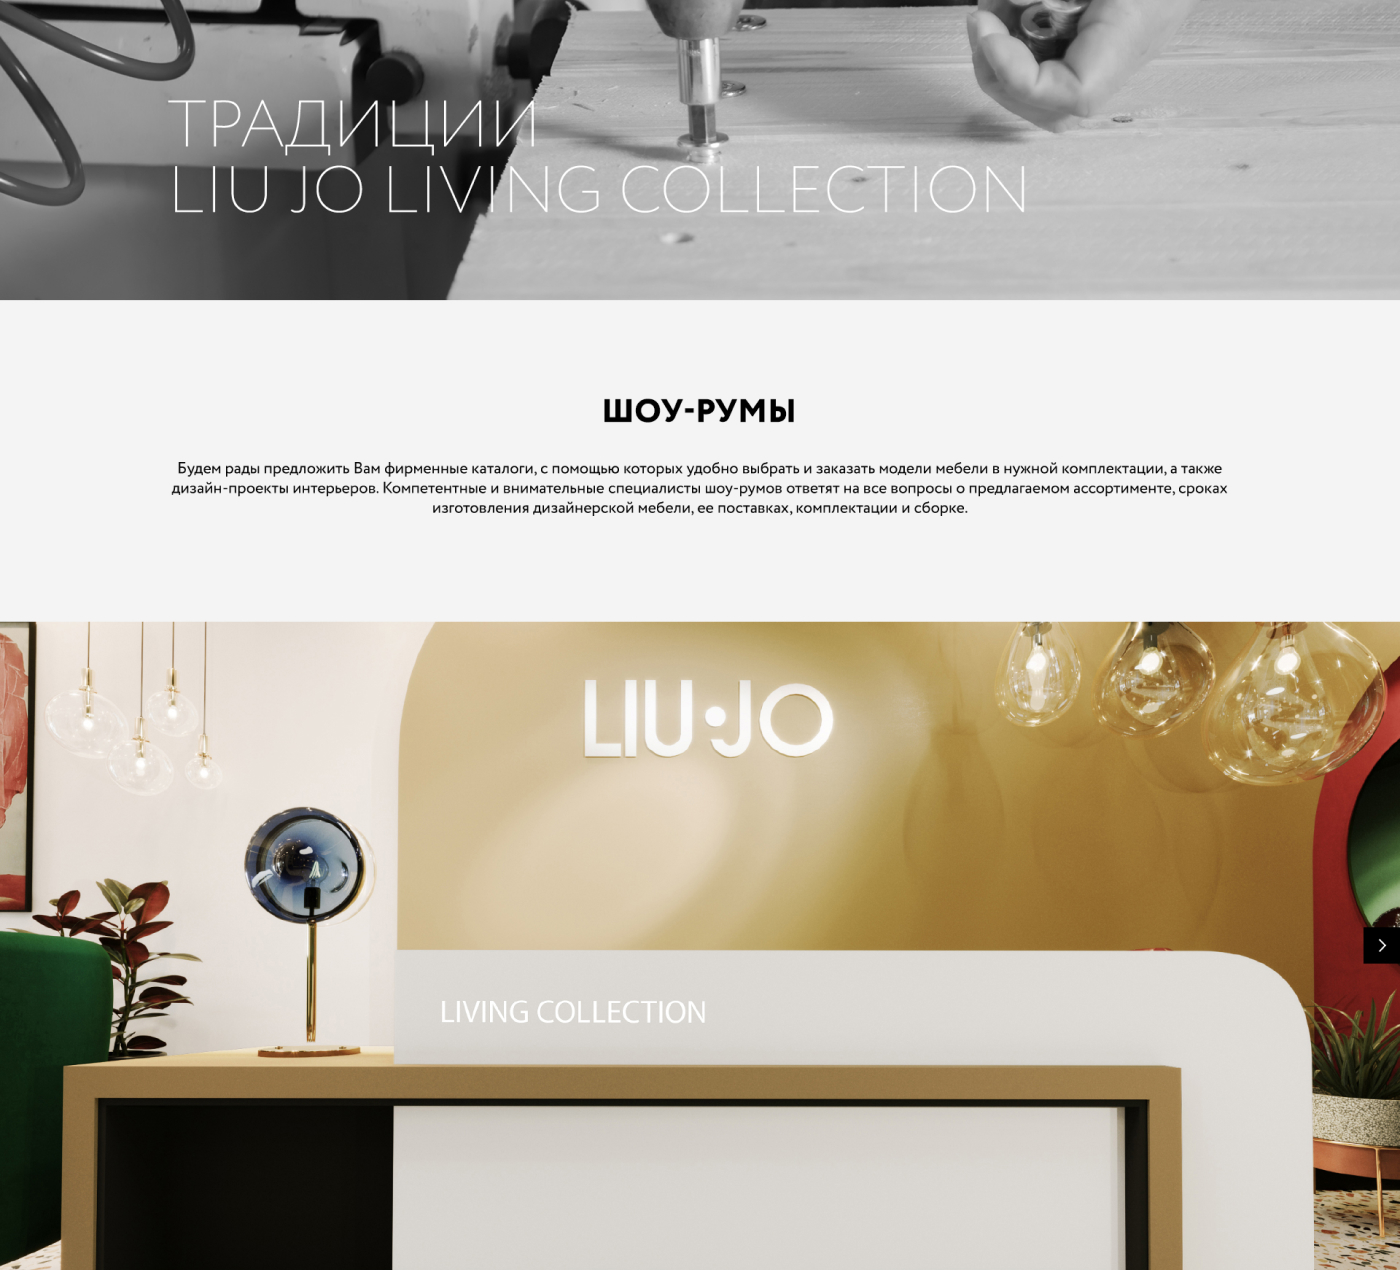 ТРАДИЦИИ
LIU JO LIVING COLLECTION
ШОУ-РУМЫ
Будем рады предложить Вам фирменные каталоги, с помощью которых удобно выбрать и заказать модели мебели в нужной комплектации, а также
дизайн-проекты интерьеров. Компетентные и внимательные специалисты шоу-румов ответят на все вопросы о предлагаемом ассортименте, сроках
изготовления дизайнерской мебели, ее поставках, комплектации и сборке.
LIU•JO
LIVING COLLECTION